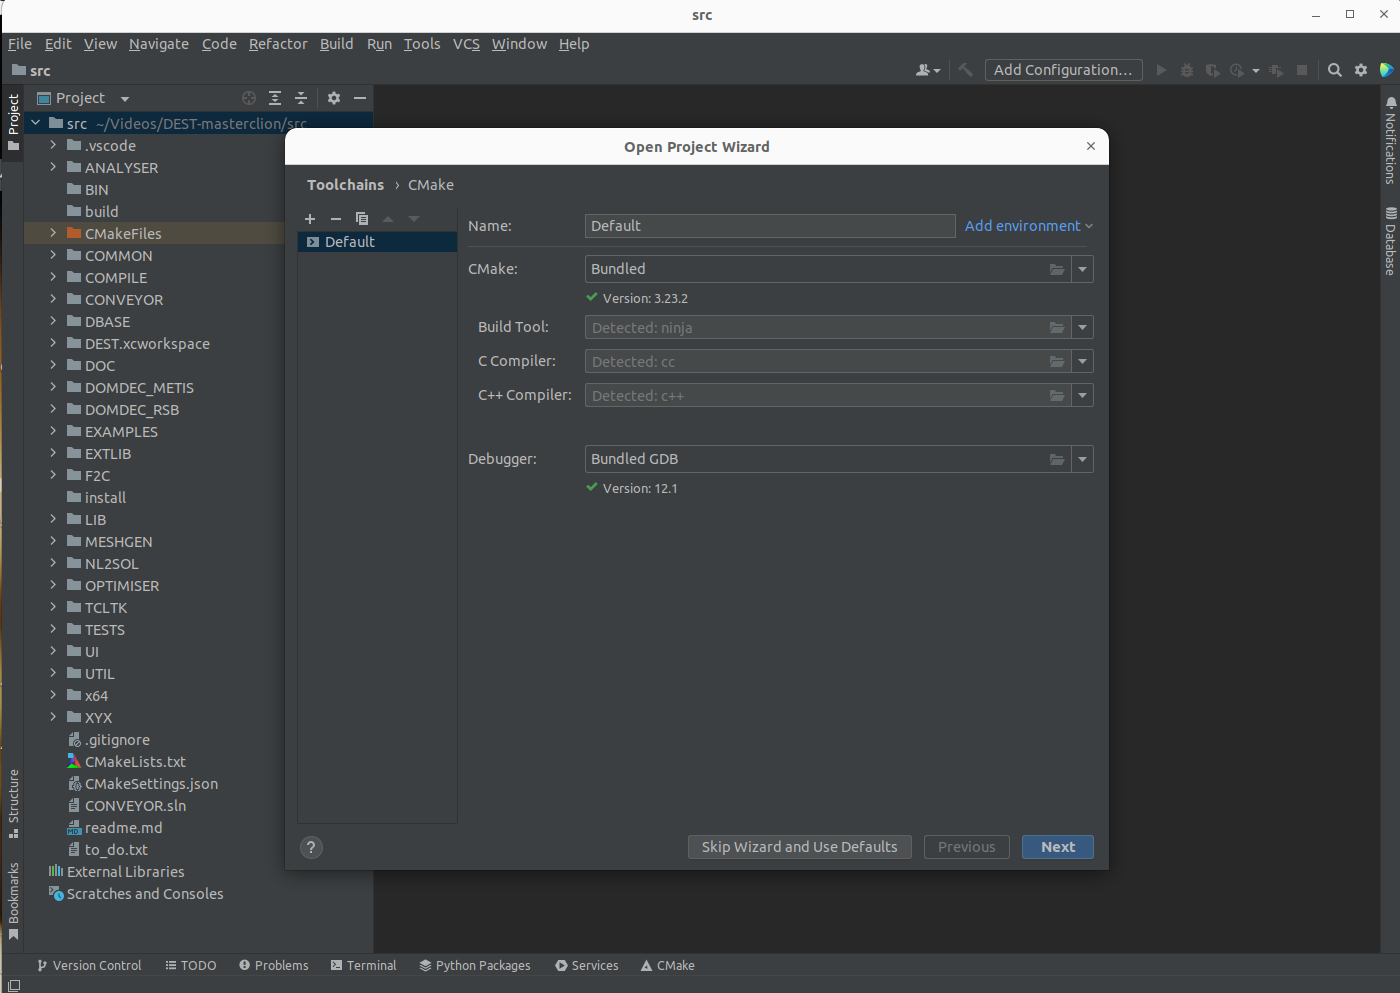 src
File Edit View Navigate Code Refactor Build Run Tools VCS Window Help
src
Add Configuration...
Project
Project
src ~/Videos/DEST-masterclion/src
.vscode
ANALYSER
BIN
build
CMakeFiles
COMMON
COMPILE
CONVEYOR
DBASE
DEST.xcworkspace
DOC
DOMDEC_METIS
DOMDEC_RSB
EXAMPLES
EXTLIB
F2C
install
LIB
MESHGEN
NL2SOL
OPTIMISER
TCLTK
TESTS
UI
UTIL
x64
XYX
.gitignore
CMakeLists.txt
CMakeSettings.json
CONVEYOR.sln
readme.md
to_do.txt
External Libraries
Scratches and Consoles
Structure
Bookmarks
Open Project Wizard
Toolchains › CMake
Default
Name: Default Add environment
CMake: Bundled
Version: 3.23.2
Build Tool: Detected: ninja
C Compiler: Detected: cc
C++ Compiler: Detected: c++
Debugger: Bundled GDB
Version: 12.1
? Skip Wizard and Use Defaults Previous Next
Notifications
Database
Version Control TODO Problems Terminal Python Packages Services CMake